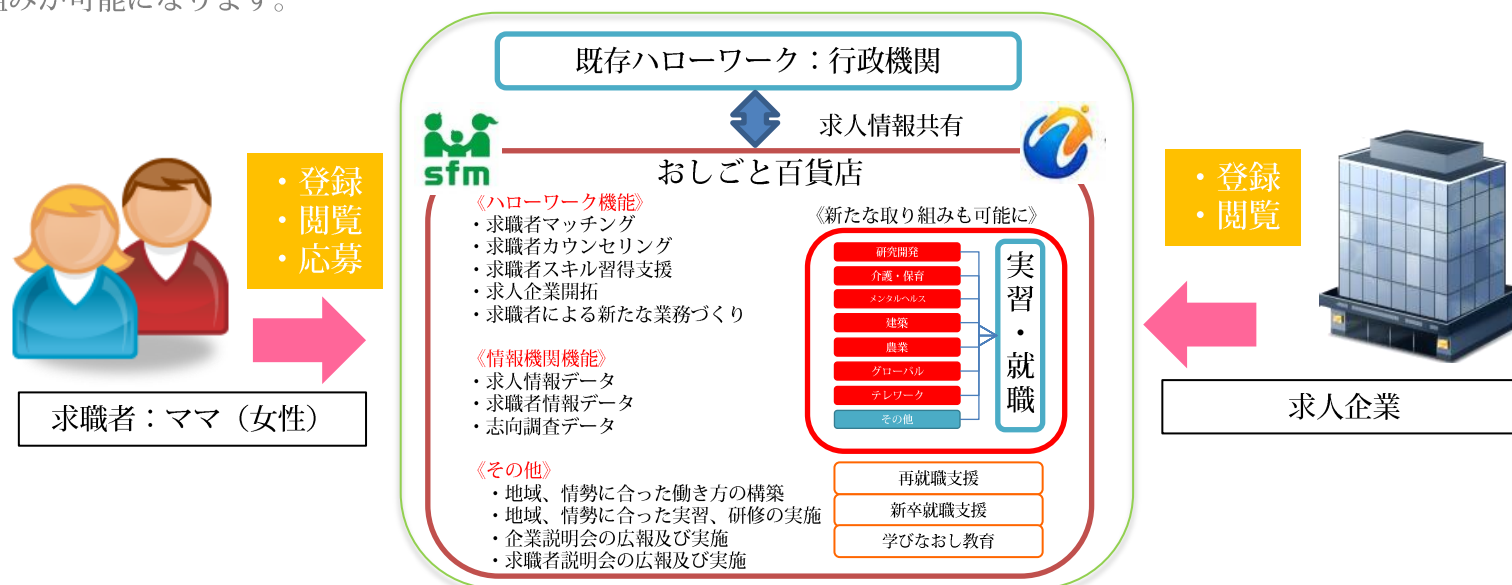 みが可能になります。
既存ハローワーク：行政機関
求人情報共有
sfm
おしごと百貨店
・登録
・閲覧
・応募
求職者：ママ（女性）
《ハローワーク機能》
・求職者マッチング
・求職者カウンセリング
・求職者スキル習得支援
・求人企業開拓
・求職者による新たな業務づくり
《情報機関機能》
・求人情報データ
・求職者情報データ
・志向調査データ
《その他》
・地域、情勢に合った働き方の構築
・地域、情勢に合った実習、研修の実施
・企業説明会の広報及び実施
・求職者説明会の広報及び実施
《新たな取り組みも可能に》
研究開発
介護・保育
メンタルヘルス
建築
農業
グローバル
テレワーク
その他
実習・就職
再就職支援
新卒就職支援
学びなおし教育
・登録
・閲覧
求人企業